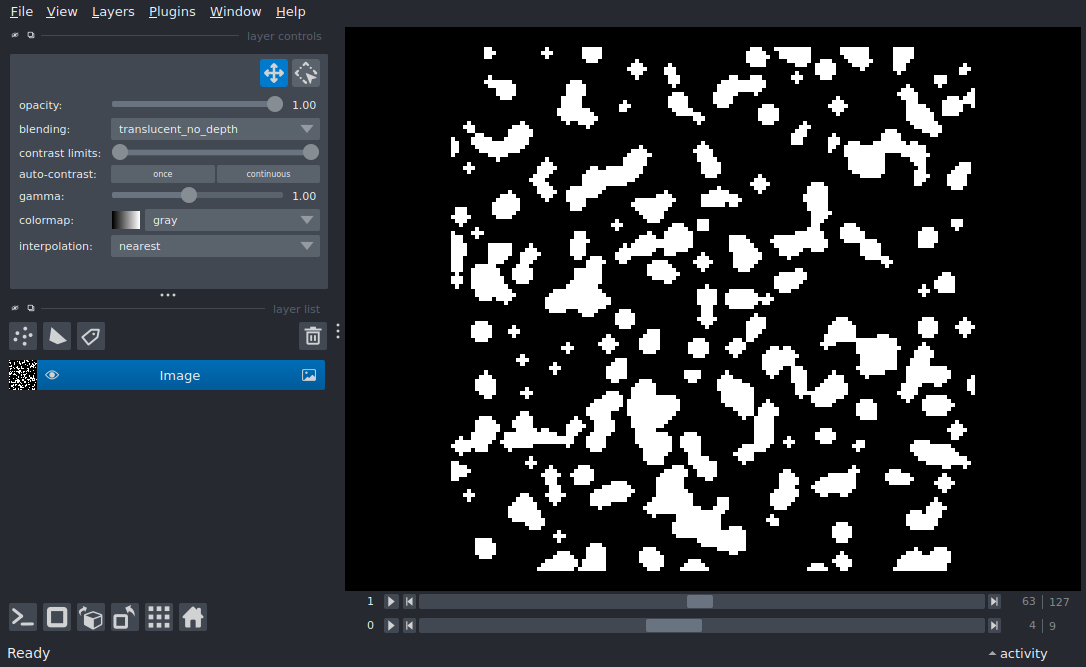 File View Layers Plugins Window Help
layer controls
opacity: 1.00
blending: translucent_no_depth
contrast limits:
auto-contrast: once continuous
gamma: 1.00
colormap: gray
interpolation: nearest
layer list
Image
1 63 127
0 4 9
Ready activity